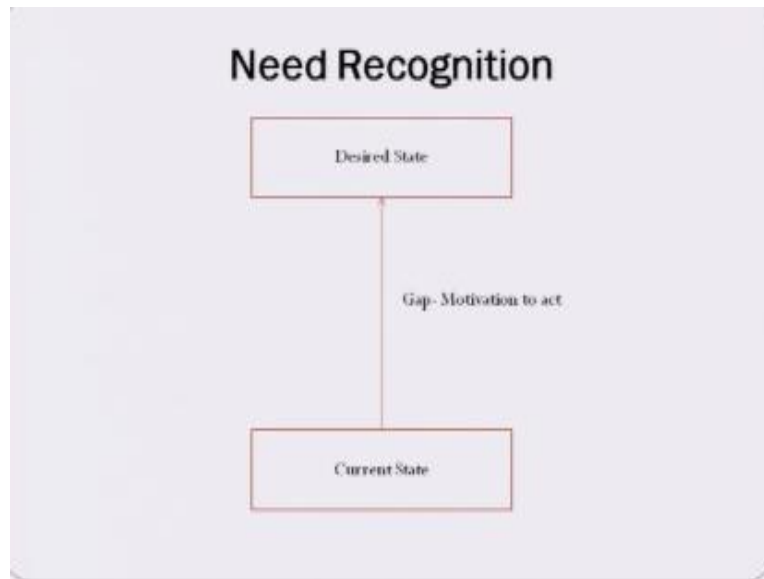 Need Recognition
Desired State
Gap- Motivation to act
Current State